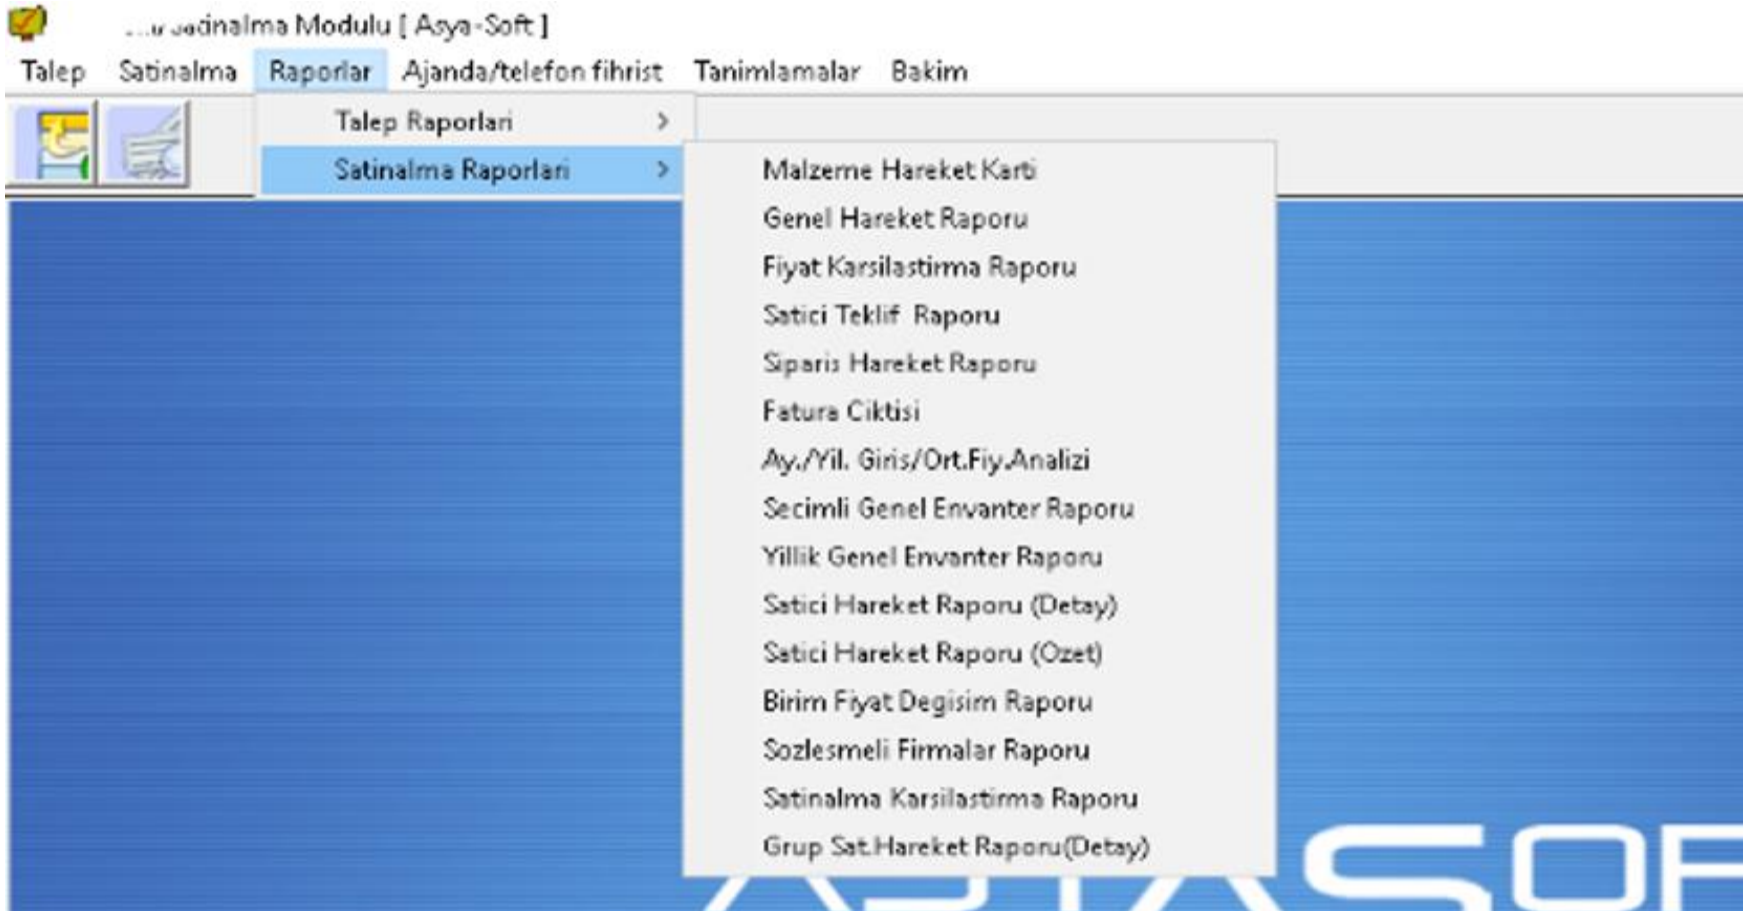 Satinalma Modulu [ Asya-Soft ]
Talep Satinalma Raporlar Ajanda/telefon fihrist Tanimlamalar Bakim
Talep Raporlari >
Satinalma Raporlari >
Malzeme Hareket Karti
Genel Hareket Raporu
Fiyat Karsilastirma Raporu
Satici Teklif Raporu
Siparis Hareket Raporu
Fatura Ciktisi
Ay./Yil. Giris/Ort.Fiy.Analizi
Secimli Genel Envanter Raporu
Yillik Genel Envanter Raporu
Satici Hareket Raporu (Detay)
Satici Hareket Raporu (Ozet)
Birim Fiyat Degisim Raporu
Sozlesmeli Firmalar Raporu
Satinalma Karsilastirma Raporu
Grup Sat.Hareket Raporu(Detay)